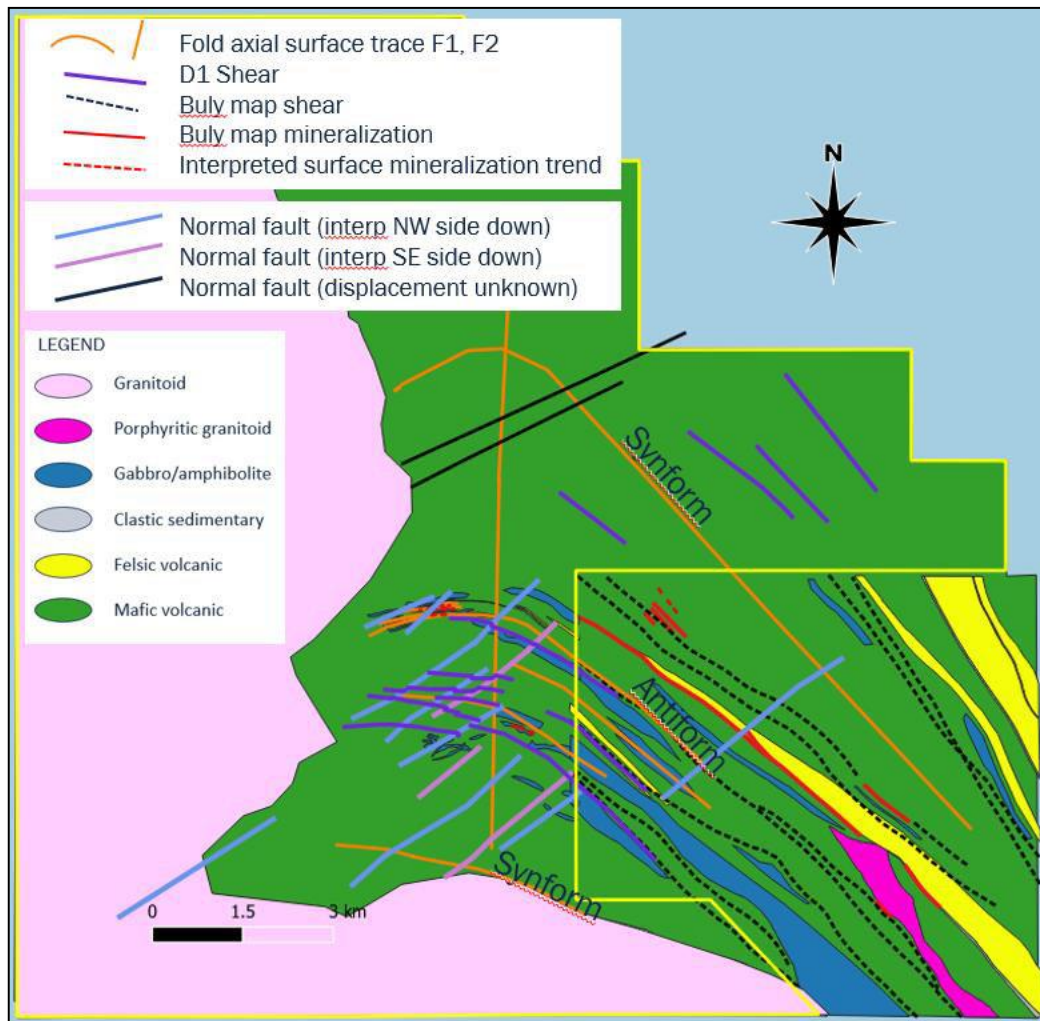 Fold axial surface trace F1, F2
D1 Shear
Buly map shear
Buly map mineralization
Interpreted surface mineralization trend
N
Normal fault (interp NW side down)
Normal fault (interp SE side down)
Normal fault (displacement unknown)
LEGEND
Granitoid
Porphyritic granitoid
Gabbro/amphibolite
Clastic sedimentary
Felsic volcanic
Mafic volcanic
Synform
Antiform
Synform
0 1.5 3 km